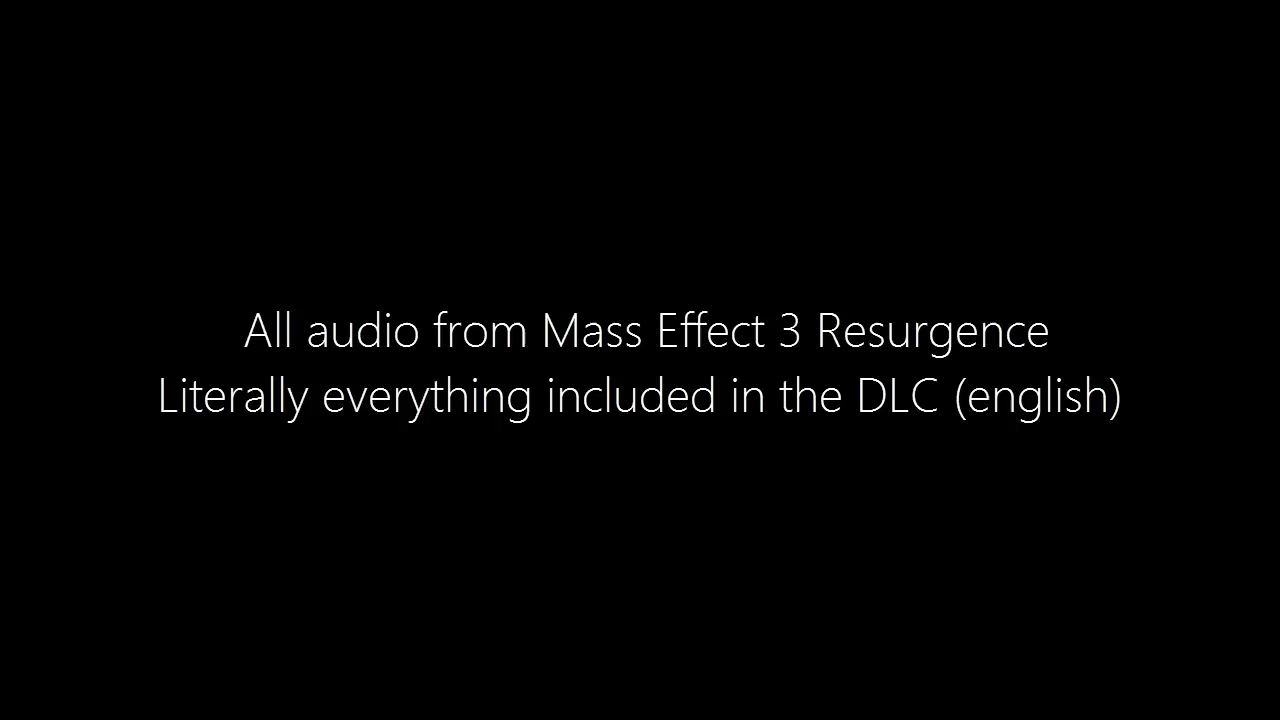 All audio from Mass Effect 3 Resurgence
Literally everything included in the DLC (english)